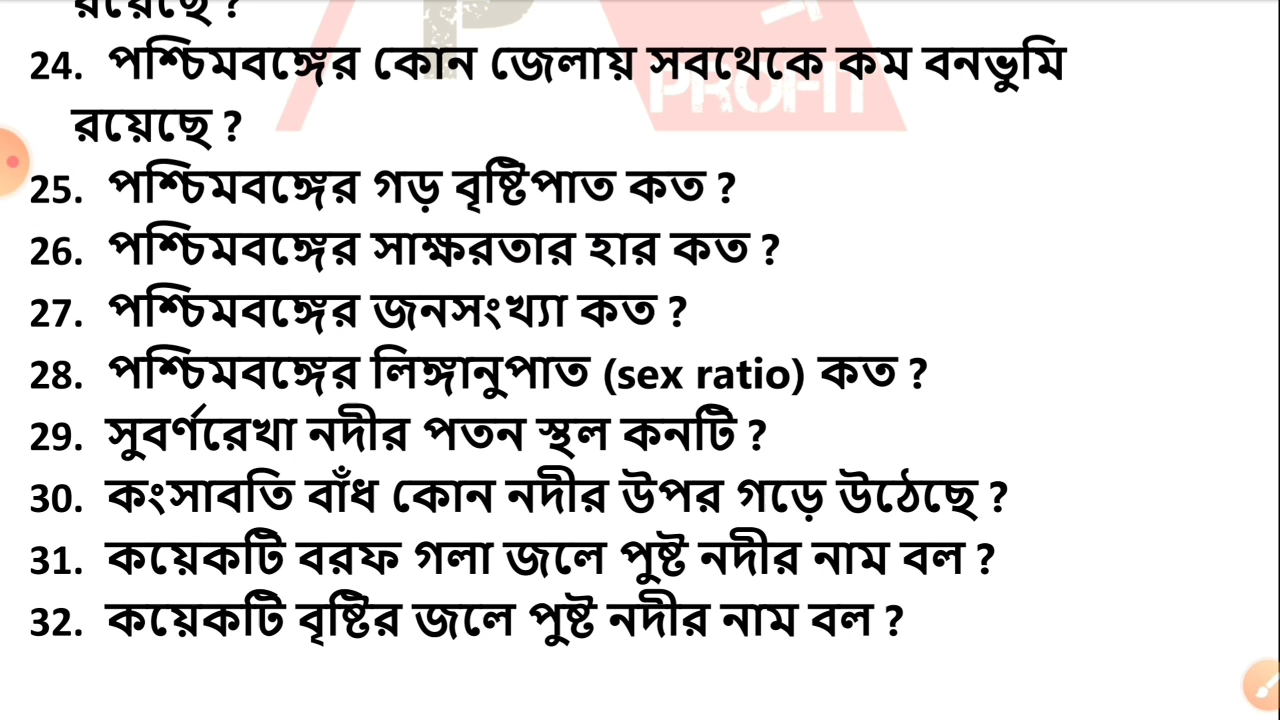 রয়েছে ?
24. পশ্চিমবঙ্গের কোন জেলায় সবথেকে কম বনভুমি
রয়েছে ?
25. পশ্চিমবঙ্গের গড় বৃষ্টিপাত কত ?
26. পশ্চিমবঙ্গের সাক্ষরতার হার কত ?
27. পশ্চিমবঙ্গের জনসংখ্যা কত ?
28. পশ্চিমবঙ্গের লিঙ্গানুপাত (sex ratio) কত ?
29. সুবর্ণরেখা নদীর পতন স্থল কনটি ?
30. কংসাবতি বাঁধ কোন নদীর উপর গড়ে উঠেছে ?
31. কয়েকটি বরফ গলা জলে পুষ্ট নদীর নাম বল ?
32. কয়েকটি বৃষ্টির জলে পুষ্ট নদীর নাম বল ?
PROFIT